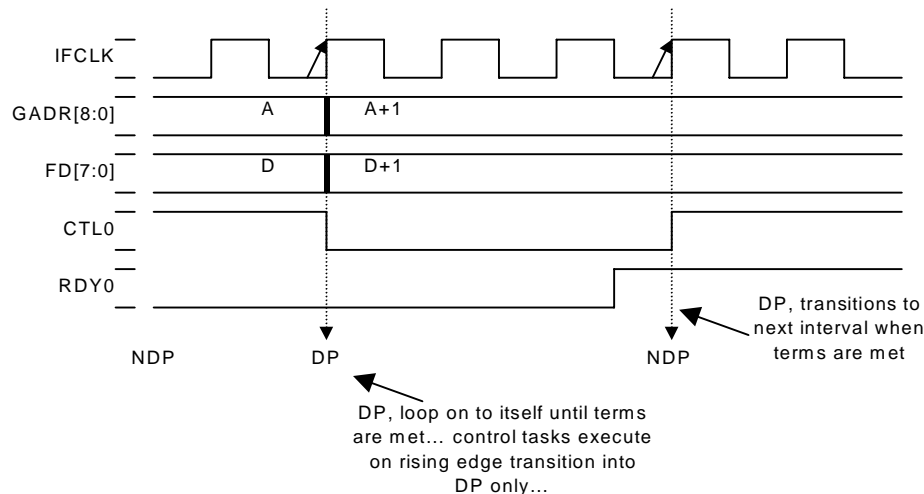 IFCLK
GADR[8:0]
A
A+1
FD[7:0]
D
D+1
CTL0
RDY0
DP, transitions to
next interval when
terms are met
NDP
DP
NDP
DP, loop on to itself until terms
are met... control tasks execute
on rising edge transition into
DP only...